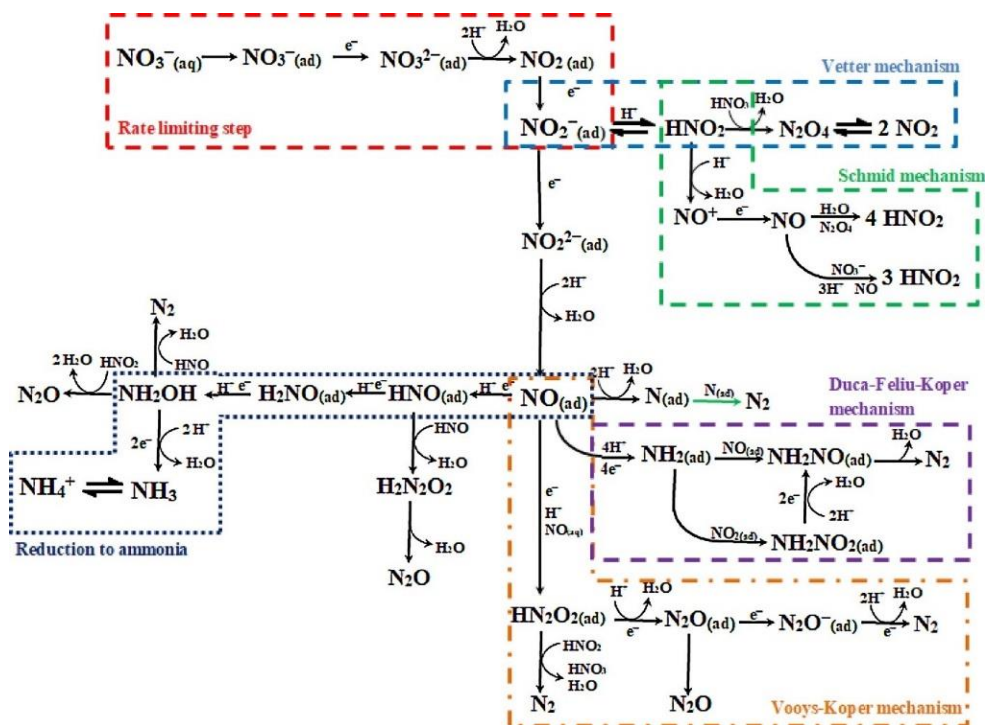 NO₃⁻(aq) NO₃⁻(ad) e⁻ NO₃²⁻(ad) 2H⁻ H₂O NO₂ (ad)
Vetter mechanism
e⁻
Rate limiting step
NO₂⁻(ad) H⁻ HNO₂ HNO₃ H₂O N₂O₄ 2 NO₂
Schmid mechanism
e⁻
H⁻
H₂O
NO⁺ e⁻ NO H₂O N₂O₄ 4 HNO₂
NO₂²⁻(ad)
NO₃⁻ 3H⁻ NO 3 HNO₂
2H⁻
H₂O
N₂
H₂O
HNO
2 H₂O HNO₂
N₂O NH₂OH H⁻ e⁻ H₂NO(ad) H⁻ e⁻ HNO(ad) H⁻ e⁻ NO(ad) 2H⁻ H₂O N(ad) N(ad) N₂
Duca-Feliu-Koper
mechanism
2e⁻ 2H⁻
H₂O
HNO
H₂O
4H⁻ 4e⁻ NH₂(ad) NO(ad) NH₂NO(ad) H₂O N₂
NH₄⁺ NH₃
H₂N₂O₂
e⁻
H⁻
NO(aq)
2e⁻ H₂O
2H⁻
NO₂(ad) NH₂NO₂(ad)
Reduction to ammonia
H₂O
N₂O
HN₂O₂(ad) H⁻ H₂O e⁻ N₂O(ad) e⁻ N₂O⁻(ad) 2H⁻ H₂O e⁻ N₂
HNO₂
HNO₃
H₂O
N₂ N₂O
Vooys-Koper mechanism